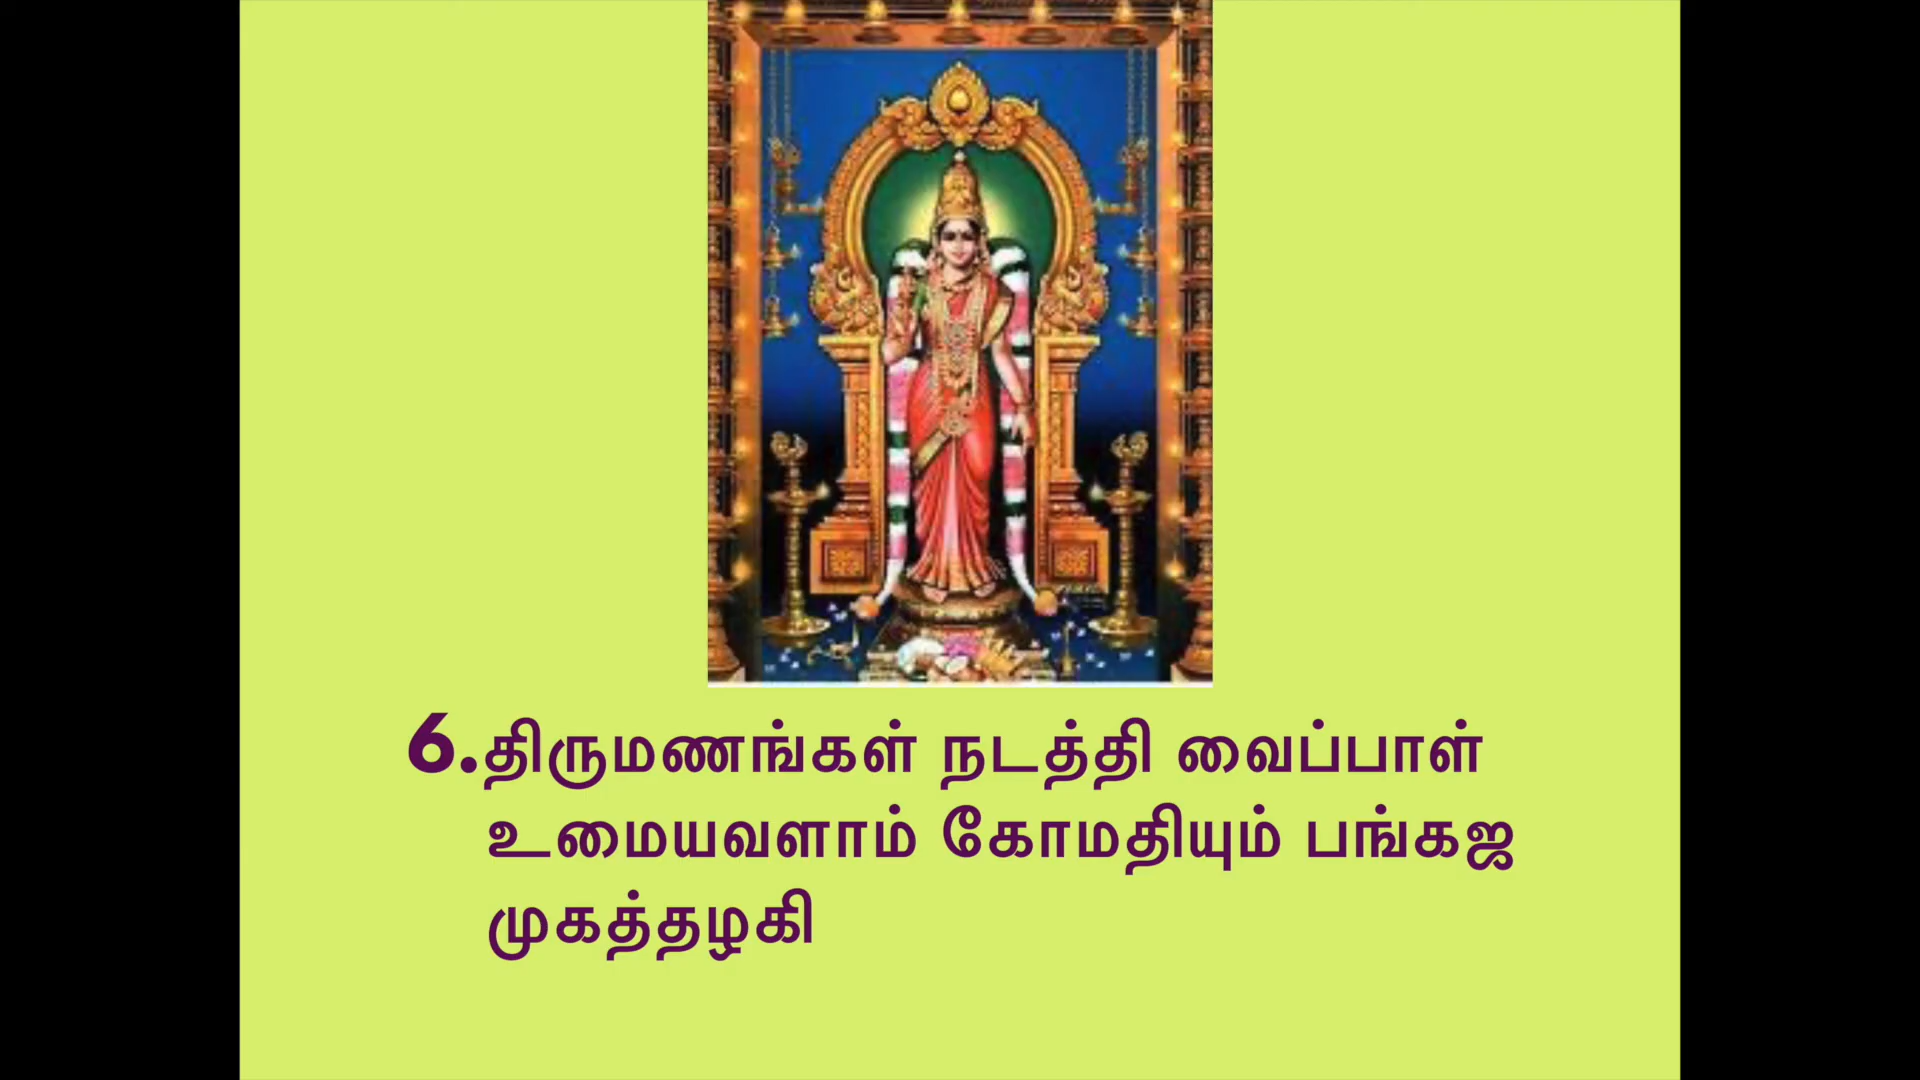 6.திருமணங்கள் நடத்தி வைப்பாள்
உமையவளாம் கோமதியும் பங்கஜ
முகத்தழகி